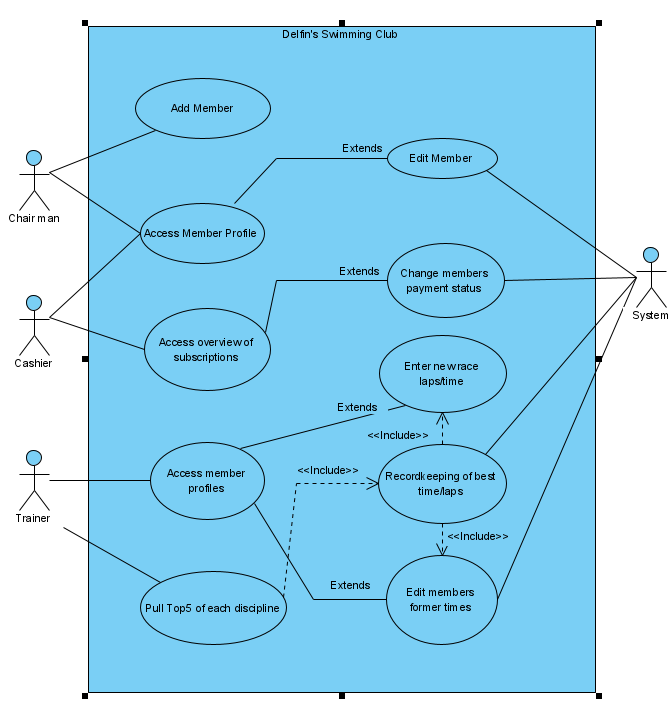 Delfin's Swimming Club
Add Member
Extends
Edit Member
Chairman
Access Member Profile
Extends
Change members
payment status
System
Cashier
Access overview of
subscriptions
Enter new race
laps/time
Extends
<<Include>>
Access member
profiles
<<Include>>
Recordkeeping of best
time/laps
Trainer
<<Include>>
Extends
Edit members
former times
Pull Top5 of each discipline